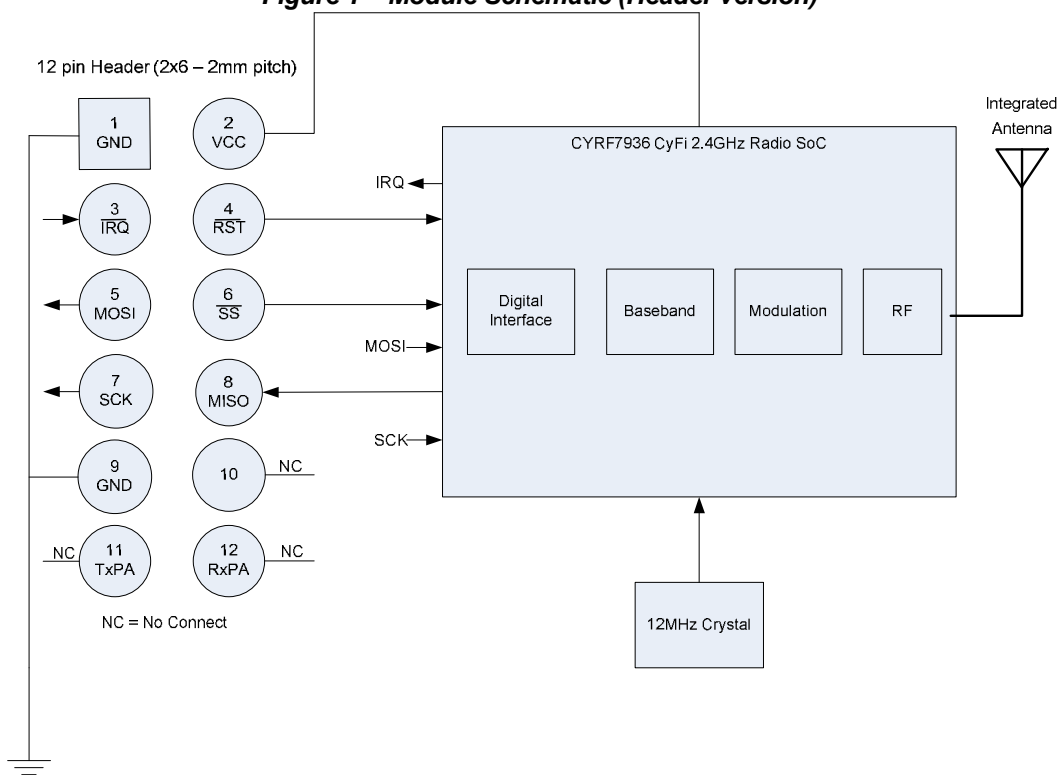 Figure 1 – Module Schematic (Header version)
12 pin Header (2x6 – 2mm pitch)
1
GND
2
VCC
3
IRQ
4
RST
5
MOSI
6
SS
7
SCK
8
MISO
9
GND
10
NC
NC
11
TxPA
12
RxPA
NC
NC = No Connect
CYRF7936 CyFi 2.4GHz Radio SoC
IRQ
MOSI
SCK
Digital
Interface
Baseband
Modulation
RF
Integrated
Antenna
12MHz Crystal